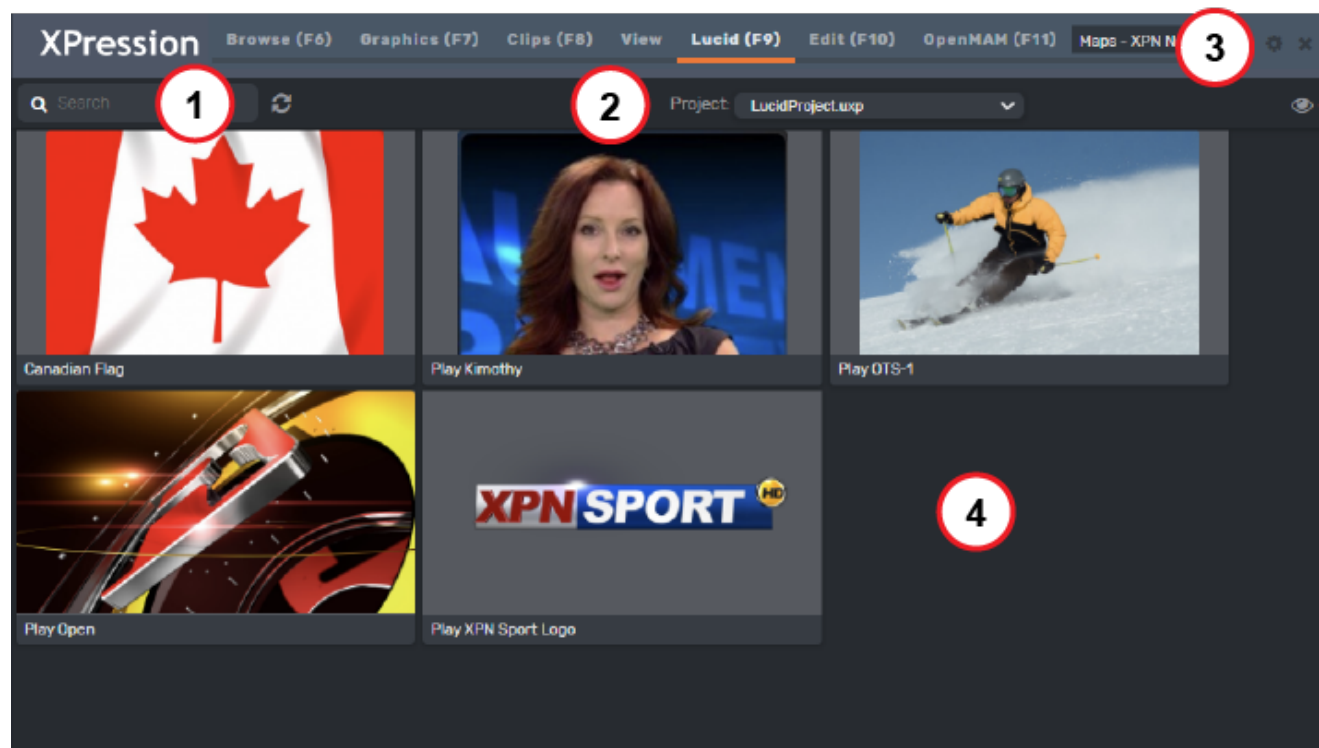 XPression Browse (F6) Graphics (F7) Clips (F8) View Lucid (F9) Edit (F10) OpenMAM (F11) Maps - XPN N 3
Search 1 2 Project: LucidProject.uxp
Canadian Flag Play Kimothy Play OTS-1
XPN SPORT HD
4
Play Open Play XPN Sport Logo